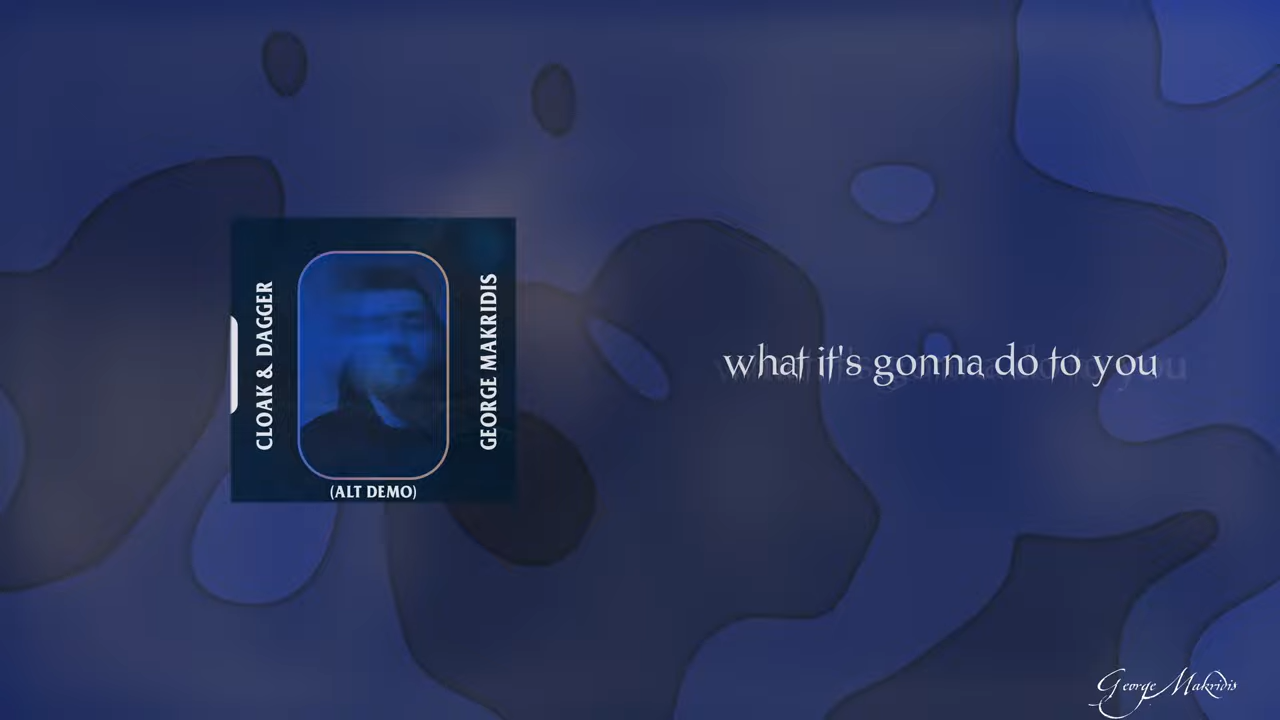 CLOAK & DAGGER
GEORGE MAKRIDIS
(ALT DEMO)
what it's gonna do to you
George Makridis